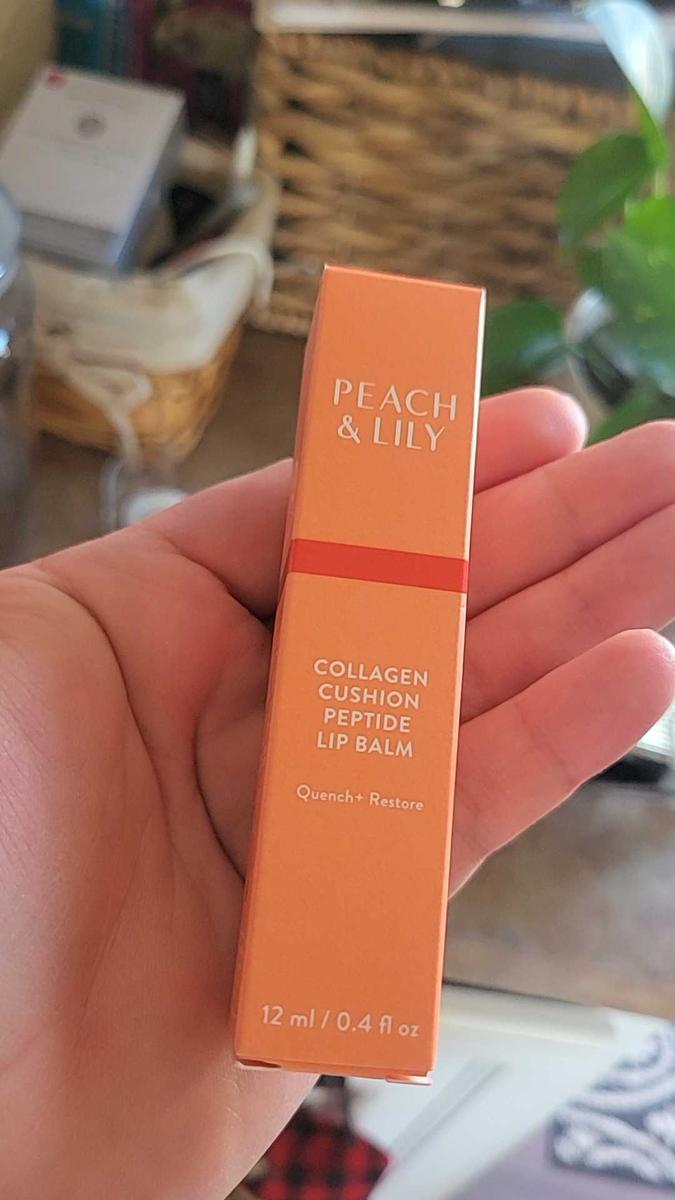 PEACH
& LILY
COLLAGEN
CUSHION
PEPTIDE
LIP BALM
Quench+ Restore
12 ml / 0.4 fl oz